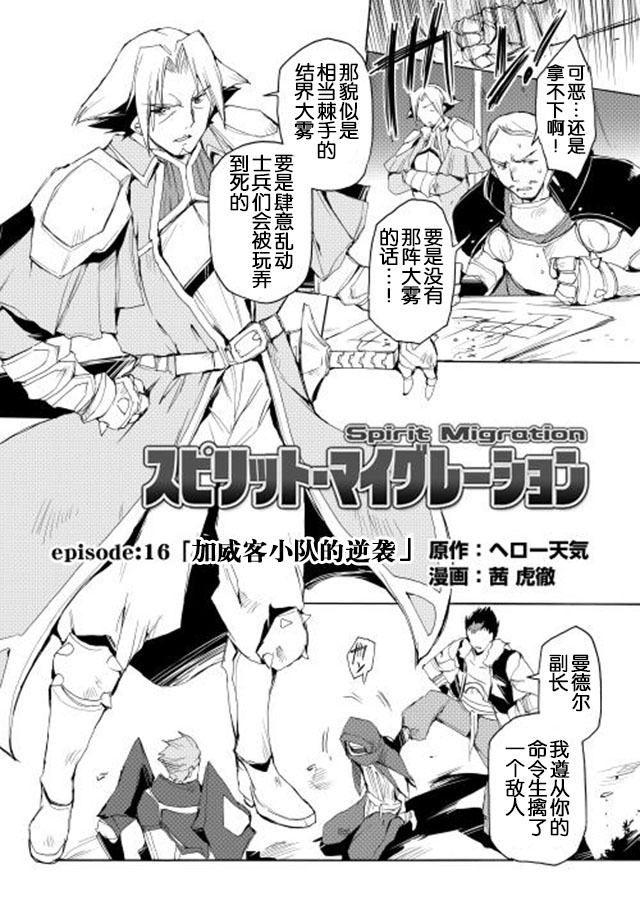 可恶…还是
拿不下啊！
要是没有
那阵大雾
的话…！
那貌似是
相当棘手的
结界大雾
要是肆意乱动
士兵们会被玩弄
到死的
Spirit Migration
スピリット・マイグレーション
episode:16「加威客小队的逆袭」
原作：ヘロー天気
漫画：茜 虎徹
曼德尔
副长
我遵从你的
命令生擒了
一个敌人